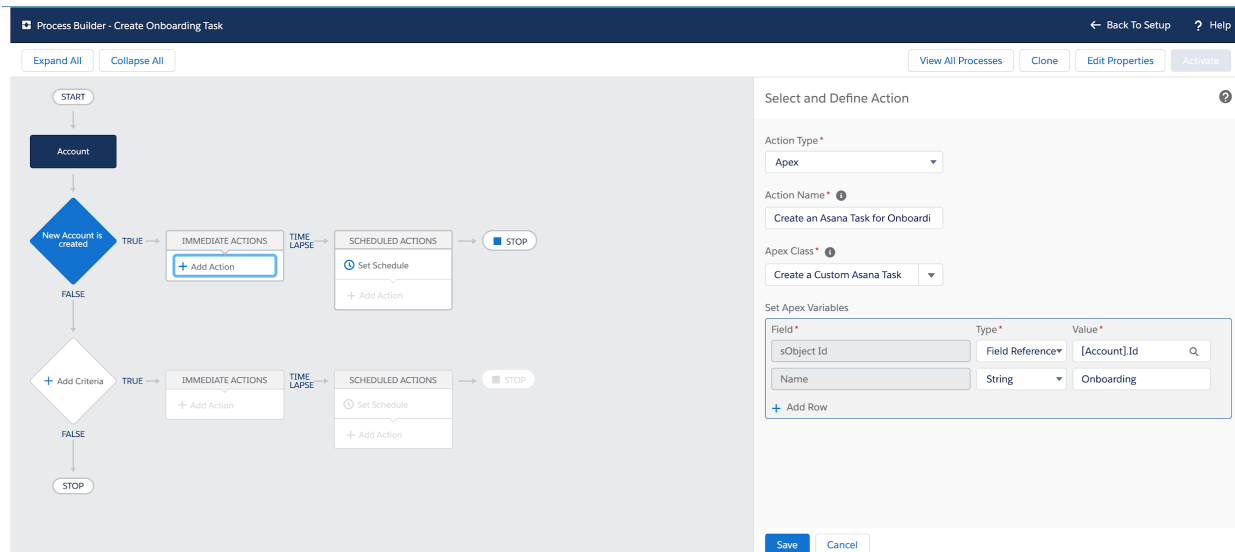 Process Builder - Create Onboarding Task
Back To Setup
? Help
Expand All
Collapse All
View All Processes
Clone
Edit Properties
Activate
START
Account
New Account is
created
TRUE
IMMEDIATE ACTIONS
+ Add Action
TIME
LAPSE
SCHEDULED ACTIONS
Set Schedule
+ Add Action
STOP
FALSE
+ Add Criteria
TRUE
IMMEDIATE ACTIONS
+ Add Action
TIME
LAPSE
SCHEDULED ACTIONS
Set Schedule
+ Add Action
STOP
FALSE
STOP
Select and Define Action
Action Type*
Apex
Action Name*
Create an Asana Task for Onboardi
Apex Class*
Create a Custom Asana Task
Set Apex Variables
Field* Type* Value*
sObject Id Field Reference [Account].Id
Name String Onboarding
+ Add Row
Save
Cancel